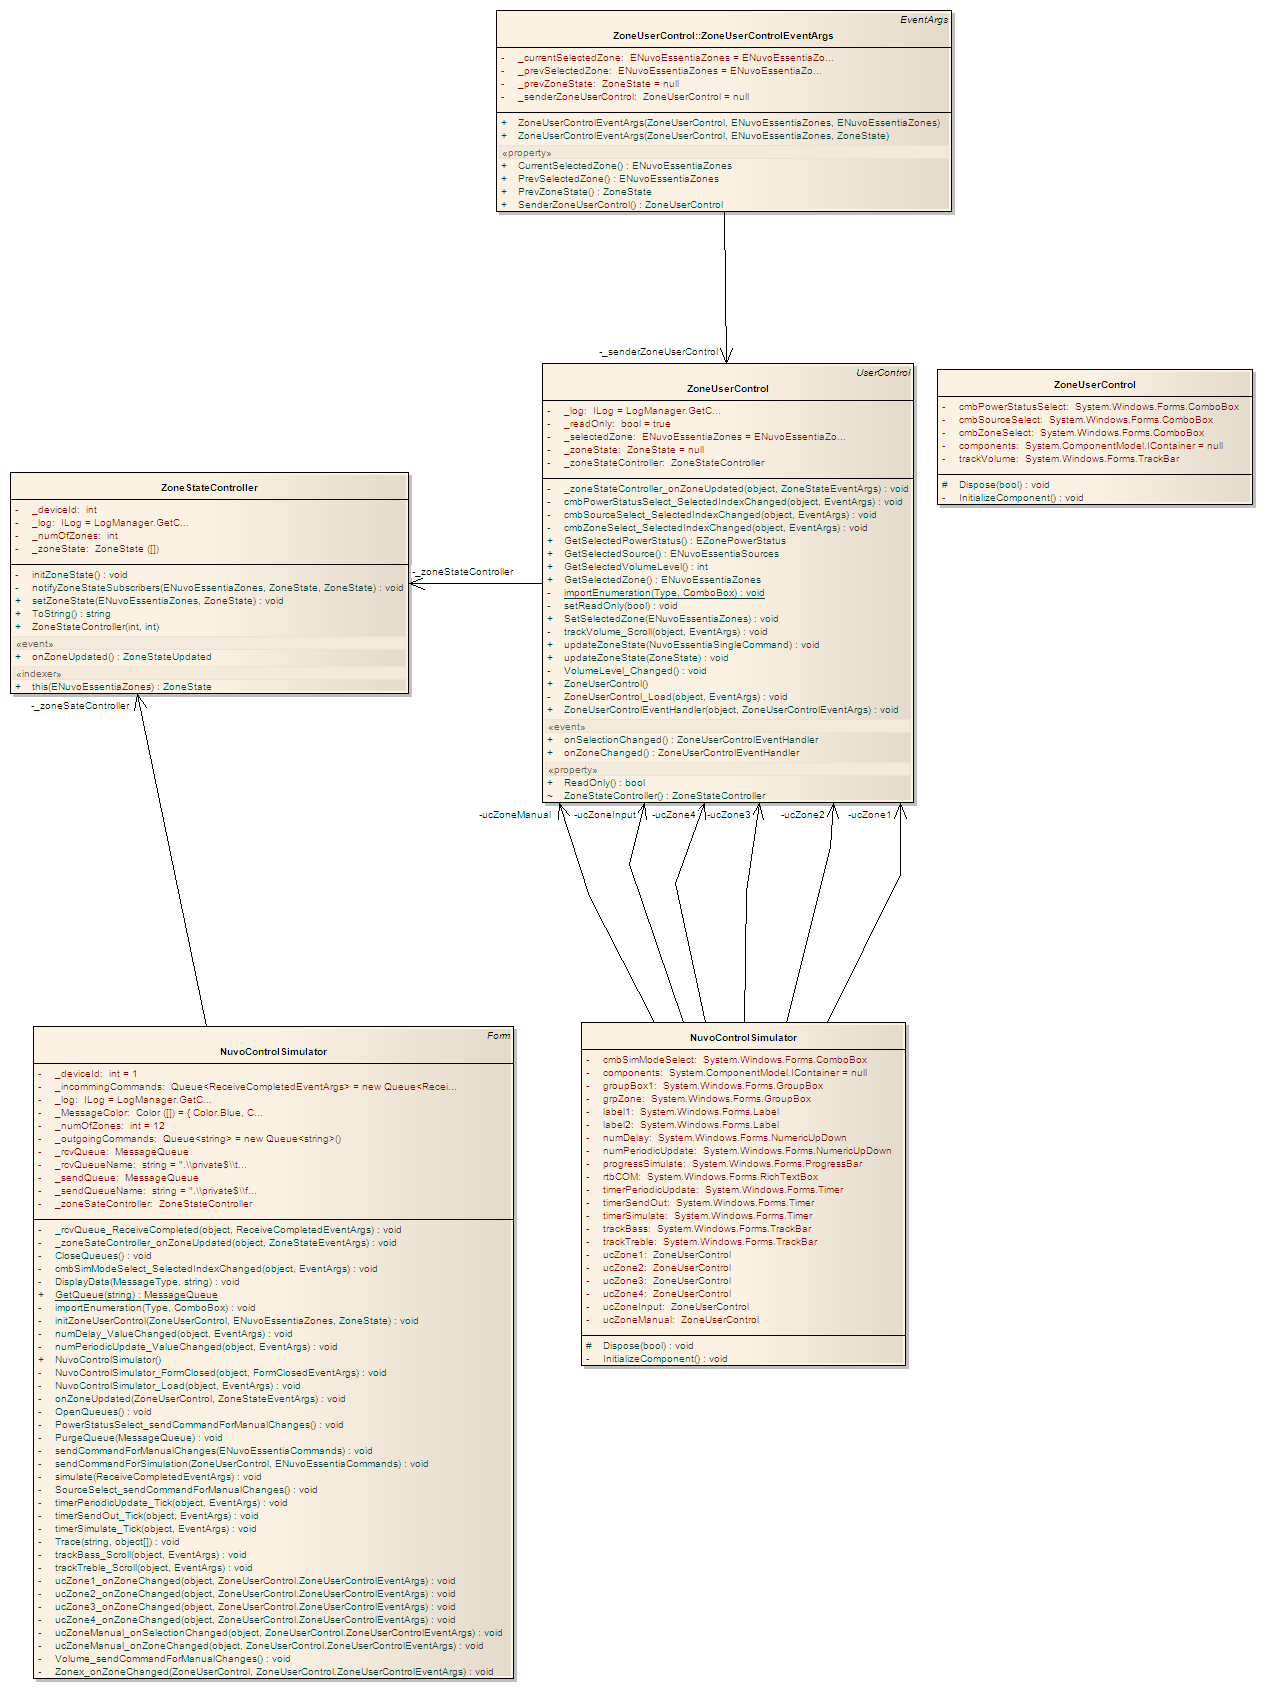 EventArgs
ZoneUserControl::ZoneUserControlEventArgs
- _currentSelectedZone: ENuvoEssentiaZones = ENuvoEssentiaZo...
- _prevSelectedZone: ENuvoEssentiaZones = ENuvoEssentiaZo...
- _prevZoneState: ZoneState = null
- _senderZoneUserControl: ZoneUserControl = null
+ ZoneUserControlEventArgs(ZoneUserControl, ENuvoEssentiaZones, ENuvoEssentiaZones)
+ ZoneUserControlEventArgs(ZoneUserControl, ENuvoEssentiaZones, ZoneState)
«property»
+ CurrentSelectedZone() : ENuvoEssentiaZones
+ PrevSelectedZone() : ENuvoEssentiaZones
+ PrevZoneState() : ZoneState
+ SenderZoneUserControl() : ZoneUserControl
-_senderZoneUserControl
UserControl
ZoneUserControl
- _log: ILog = LogManager.GetC...
- _readOnly: bool = true
- _selectedZone: ENuvoEssentiaZones = ENuvoEssentiaZo...
- _zoneState: ZoneState = null
- _zoneStateController: ZoneStateController
- _zoneStateController_onZoneUpdated(object, ZoneStateEventArgs) : void
- cmbPowerStatusSelect_SelectedIndexChanged(object, EventArgs) : void
- cmbSourceSelect_SelectedIndexChanged(object, EventArgs) : void
- cmbZoneSelect_SelectedIndexChanged(object, EventArgs) : void
+ GetSelectedPowerStatus() : EZonePowerStatus
+ GetSelectedSource() : ENuvoEssentiaSources
+ GetSelectedVolumeLevel() : int
+ GetSelectedZone() : ENuvoEssentiaZones
- importEnumeration(Type, ComboBox) : void
- setReadOnly(bool) : void
+ SetSelectedZone(ENuvoEssentiaZones) : void
- trackVolume_Scroll(object, EventArgs) : void
+ updateZoneState(NuvoEssentiaSingleCommand) : void
+ updateZoneState(ZoneState) : void
- VolumeLevel_Changed() : void
+ ZoneUserControl()
- ZoneUserControl_Load(object, EventArgs) : void
+ ZoneUserControlEventHandler(object, ZoneUserControlEventArgs) : void
«event»
+ onSelectionChanged() : ZoneUserControlEventHandler
+ onZoneChanged() : ZoneUserControlEventHandler
«property»
+ ReadOnly() : bool
~ ZoneStateController() : ZoneStateController
ZoneUserControl
- cmbPowerStatusSelect: System.Windows.Forms.ComboBox
- cmbSourceSelect: System.Windows.Forms.ComboBox
- cmbZoneSelect: System.Windows.Forms.ComboBox
- components: System.ComponentModel.IContainer = null
- trackVolume: System.Windows.Forms.TrackBar
# Dispose(bool) : void
- InitializeComponent() : void
ZoneStateController
- _deviceId: int
- _log: ILog = LogManager.GetC...
- _numOfZones: int
- _zoneState: ZoneState ([])
- initZoneState() : void
- notifyZoneStateSubscribers(ENuvoEssentiaZones, ZoneState, ZoneState) : void
+ setZoneState(ENuvoEssentiaZones, ZoneState) : void
+ ToString() : string
+ ZoneStateController(int, int)
«event»
+ onZoneUpdated() : ZoneStateUpdated
«indexer»
+ this(ENuvoEssentiaZones) : ZoneState
-_zoneStateController
-_zoneSateController
-ucZoneManual
-ucZoneInput
-ucZone4
-ucZone3
-ucZone2
-ucZone1
Form
NuvoControlSimulator
- _deviceId: int = 1
- _incommingCommands: Queue<ReceiveCompletedEventArgs> = new Queue<Recei...
- _log: ILog = LogManager.GetC...
- _MessageColor: Color ([]) = { Color.Blue, C...
- _numOfZones: int = 12
- _outgoingCommands: Queue<string> = new Queue<string>()
- _rcvQueue: MessageQueue
- _rcvQueueName: string = ".\\private$\\t...
- _sendQueue: MessageQueue
- _sendQueueName: string = ".\\private$\\f...
- _zoneSateController: ZoneStateController
- _rcvQueue_ReceiveCompleted(object, ReceiveCompletedEventArgs) : void
- _zoneSateController_onZoneUpdated(object, ZoneStateEventArgs) : void
- CloseQueues() : void
- cmbSimModeSelect_SelectedIndexChanged(object, EventArgs) : void
- DisplayData(MessageType, string) : void
+ GetQueue(string) : MessageQueue
- importEnumeration(Type, ComboBox) : void
- initZoneUserControl(ZoneUserControl, ENuvoEssentiaZones, ZoneState) : void
- numDelay_ValueChanged(object, EventArgs) : void
- numPeriodicUpdate_ValueChanged(object, EventArgs) : void
+ NuvoControlSimulator()
- NuvoControlSimulator_FormClosed(object, FormClosedEventArgs) : void
- NuvoControlSimulator_Load(object, EventArgs) : void
- onZoneUpdated(ZoneUserControl, ZoneStateEventArgs) : void
- OpenQueues() : void
- PowerStatusSelect_sendCommandForManualChanges() : void
- PurgeQueue(MessageQueue) : void
- sendCommandForManualChanges(ENuvoEssentiaCommands) : void
- sendCommandForSimulation(ZoneUserControl, ENuvoEssentiaCommands) : void
- simulate(ReceiveCompletedEventArgs) : void
- SourceSelect_sendCommandForManualChanges() : void
- timerPeriodicUpdate_Tick(object, EventArgs) : void
- timerSendOut_Tick(object, EventArgs) : void
- timerSimulate_Tick(object, EventArgs) : void
- Trace(string, object[]) : void
- trackBass_Scroll(object, EventArgs) : void
- trackTreble_Scroll(object, EventArgs) : void
- ucZone1_onZoneChanged(object, ZoneUserControl.ZoneUserControlEventArgs) : void
- ucZone2_onZoneChanged(object, ZoneUserControl.ZoneUserControlEventArgs) : void
- ucZone3_onZoneChanged(object, ZoneUserControl.ZoneUserControlEventArgs) : void
- ucZone4_onZoneChanged(object, ZoneUserControl.ZoneUserControlEventArgs) : void
- ucZoneManual_onSelectionChanged(object, ZoneUserControl.ZoneUserControlEventArgs) : void
- ucZoneManual_onZoneChanged(object, ZoneUserControl.ZoneUserControlEventArgs) : void
- Volume_sendCommandForManualChanges() : void
- Zonex_onZoneChanged(ZoneUserControl, ZoneUserControl.ZoneUserControlEventArgs) : void
NuvoControlSimulator
- cmbSimModeSelect: System.Windows.Forms.ComboBox
- components: System.ComponentModel.IContainer = null
- groupBox1: System.Windows.Forms.GroupBox
- grpZone: System.Windows.Forms.GroupBox
- label1: System.Windows.Forms.Label
- label2: System.Windows.Forms.Label
- numDelay: System.Windows.Forms.NumericUpDown
- numPeriodicUpdate: System.Windows.Forms.NumericUpDown
- progressSimulate: System.Windows.Forms.ProgressBar
- rtbCOM: System.Windows.Forms.RichTextBox
- timerPeriodicUpdate: System.Windows.Forms.Timer
- timerSendOut: System.Windows.Forms.Timer
- timerSimulate: System.Windows.Forms.Timer
- trackBass: System.Windows.Forms.TrackBar
- trackTreble: System.Windows.Forms.TrackBar
- ucZone1: ZoneUserControl
- ucZone2: ZoneUserControl
- ucZone3: ZoneUserControl
- ucZone4: ZoneUserControl
- ucZoneInput: ZoneUserControl
- ucZoneManual: ZoneUserControl
# Dispose(bool) : void
- InitializeComponent() : void